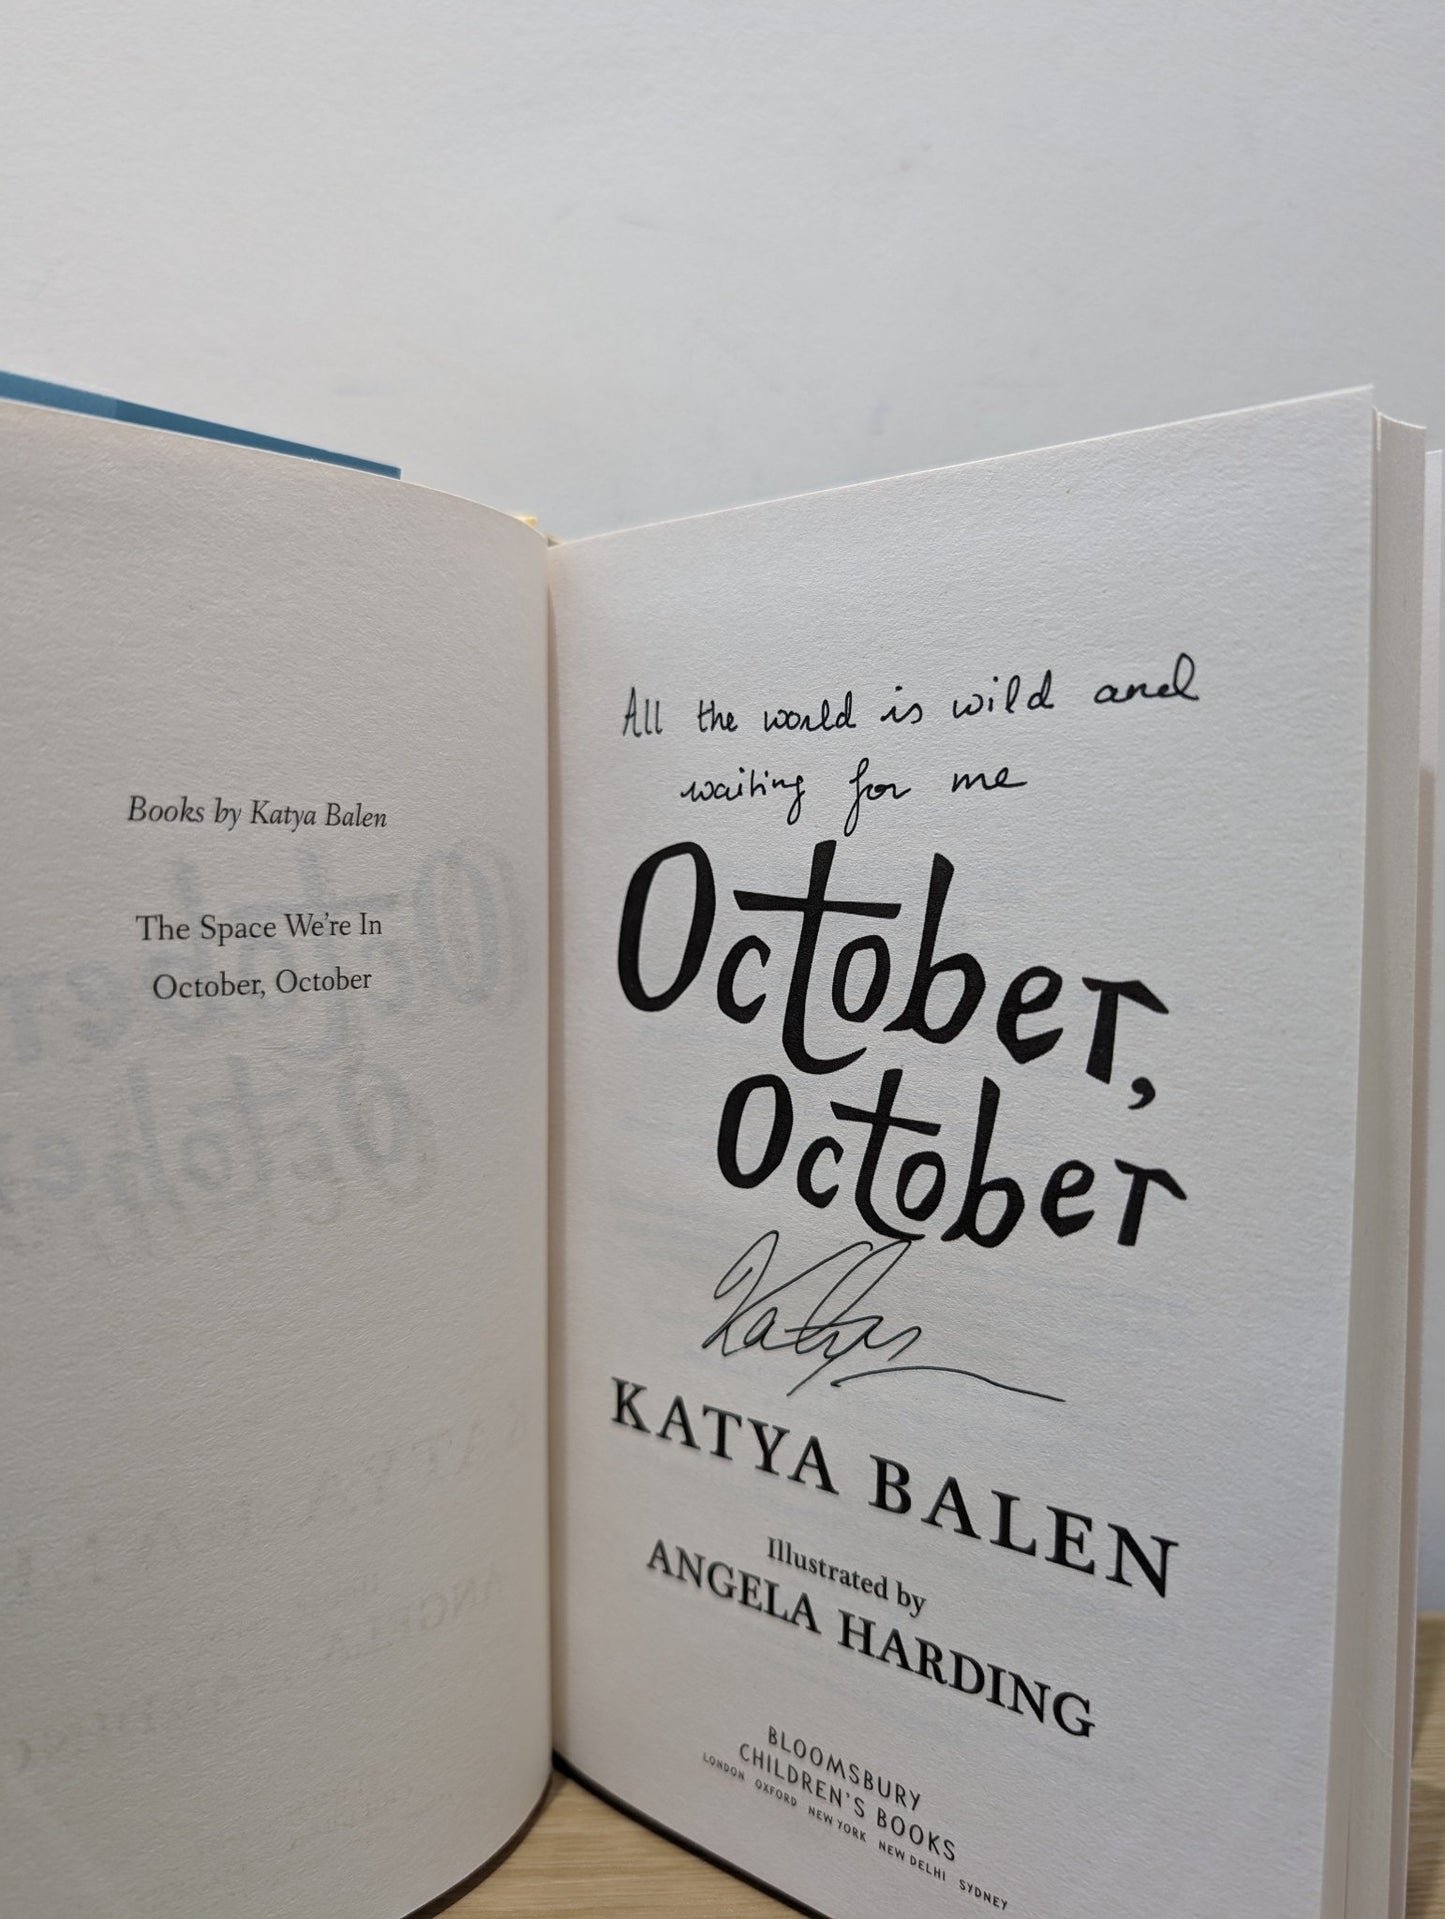 Books by Katya Balen
The Space We're In
October, October
All the world is wild and
waiting for me
October,
October
Katya
KATYA BALEN
Illustrated by
ANGELA HARDING
BLOOMSBURY
CHILDREN'S BOOKS
LONDON OXFORD NEW YORK NEW DELHI SYDNEY